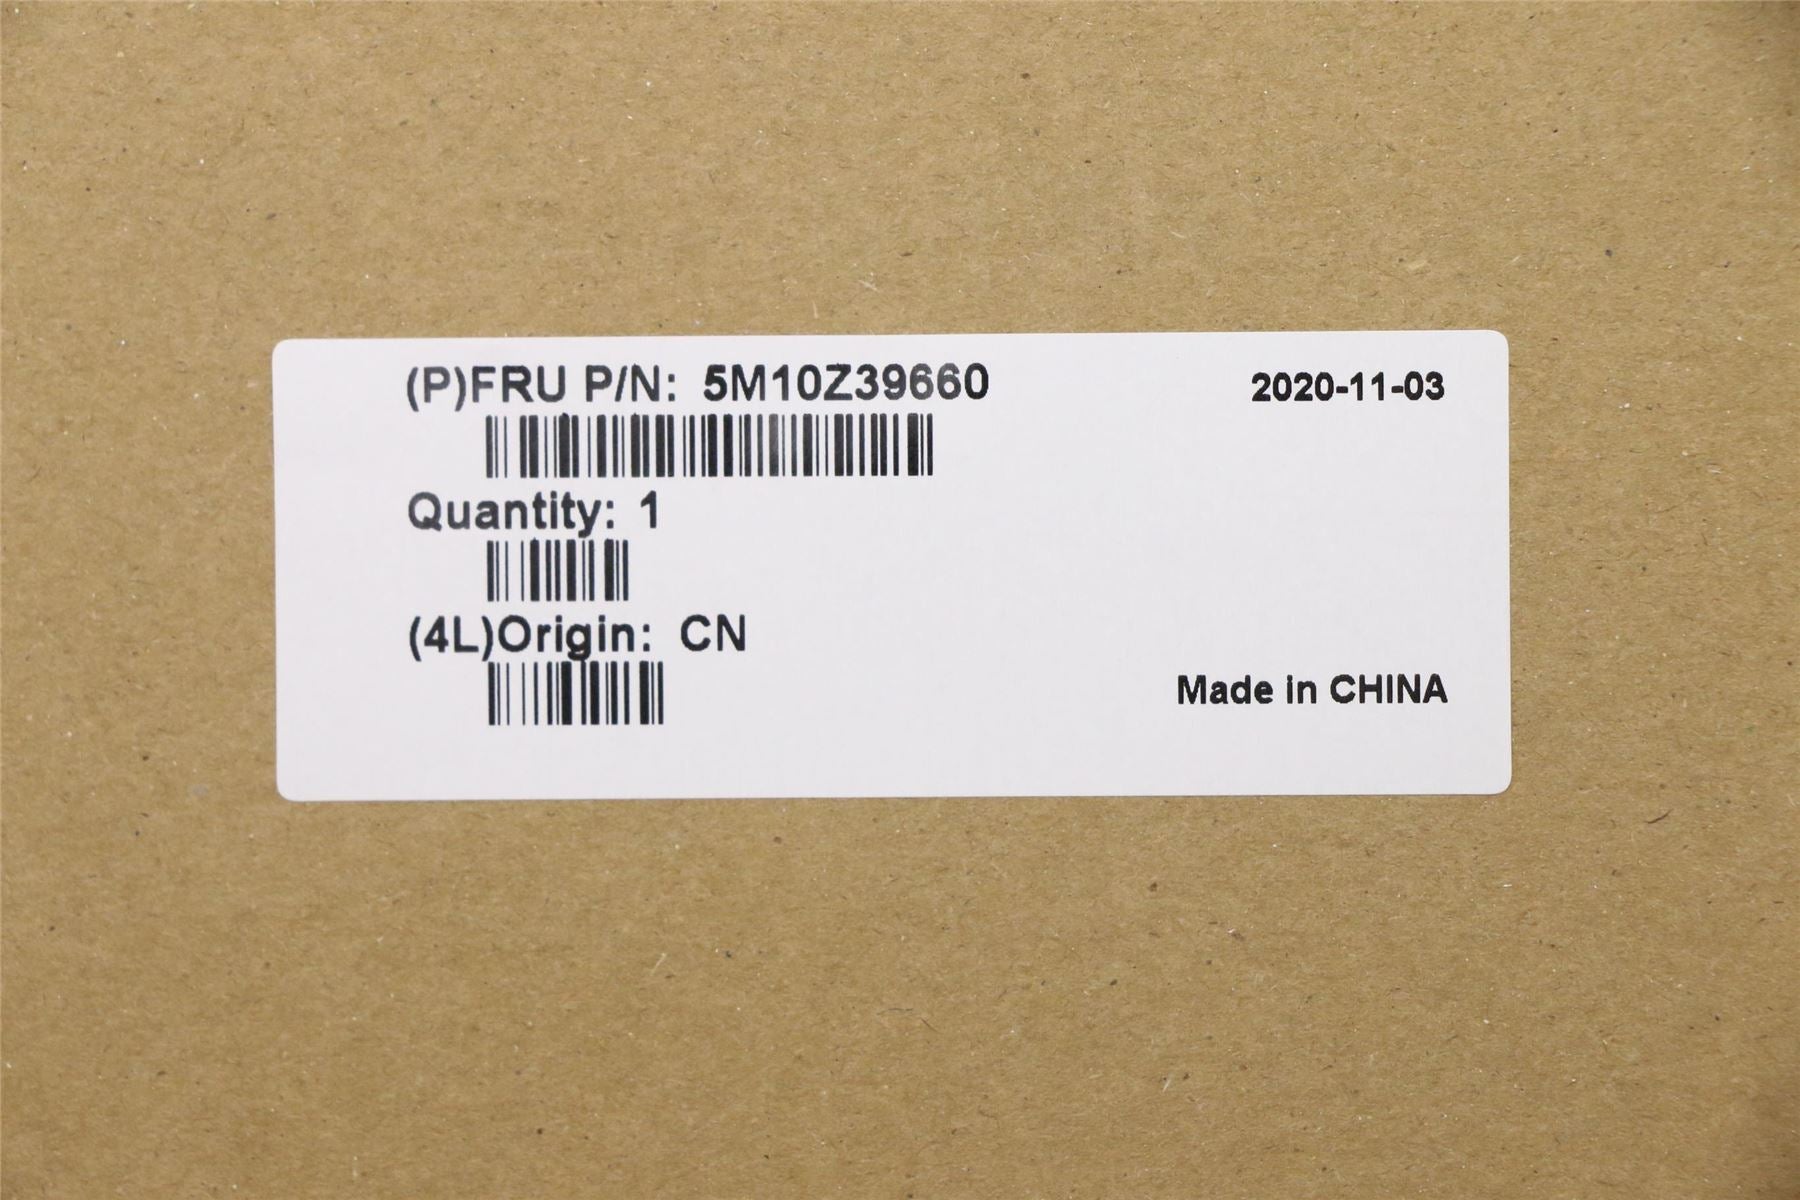 (P)FRU P/N: 5M10Z39660
2020-11-03
Quantity: 1
(4L)Origin: CN
Made in CHINA